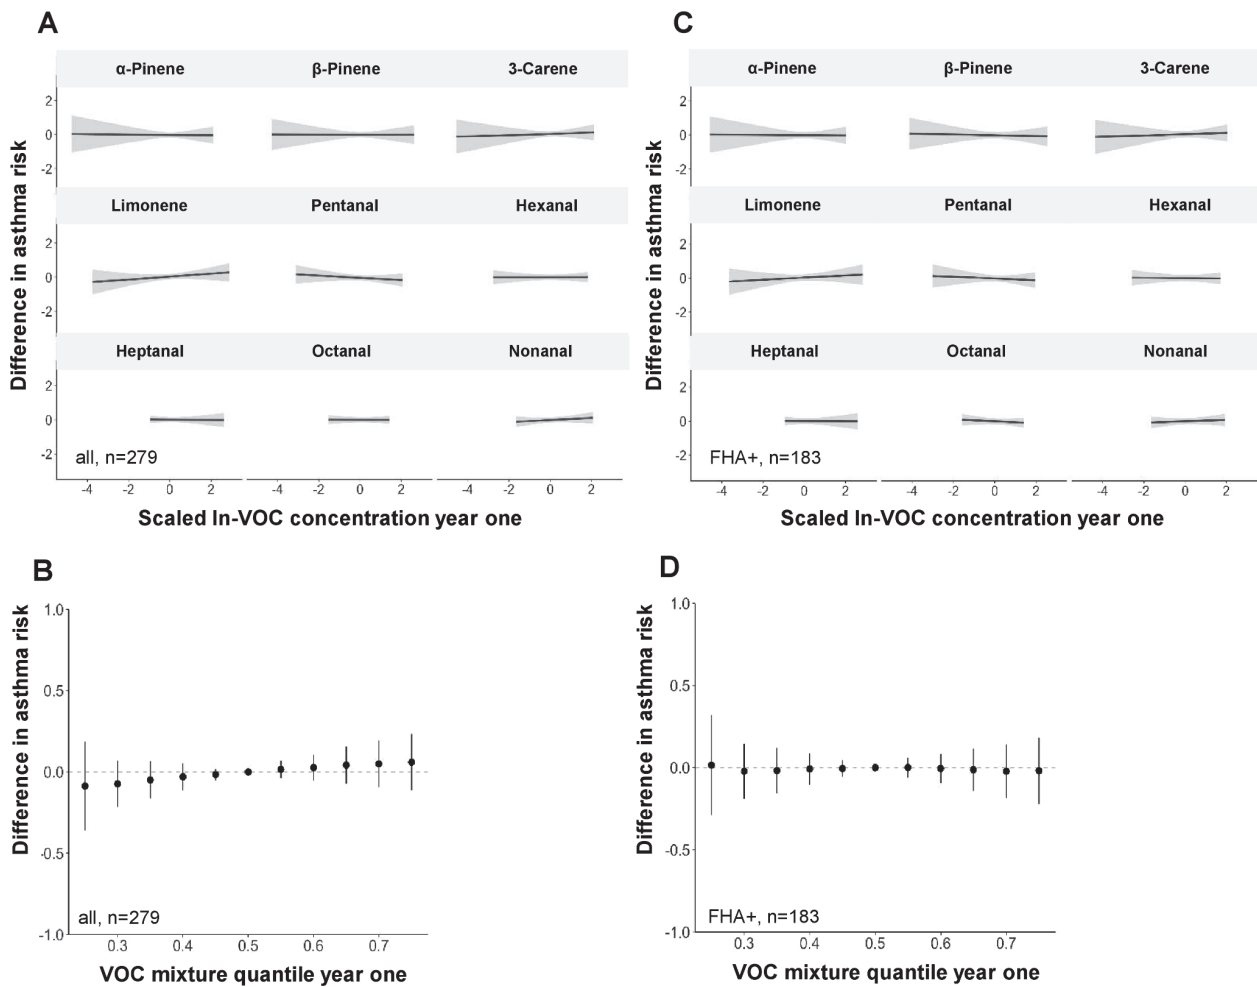 A
α-Pinene β-Pinene 3-Carene
2
0
-2
Limonene Pentanal Hexanal
2
0
-2
Heptanal Octanal Nonanal
2
0
-2
all, n=279
-4 -2 0 2 -4 -2 0 2 -4 -2 0 2
Difference in asthma risk
Scaled ln-VOC concentration year one
C
α-Pinene β-Pinene 3-Carene
2
0
-2
Limonene Pentanal Hexanal
2
0
-2
Heptanal Octanal Nonanal
2
0
-2
FHA+, n=183
-4 -2 0 2 -4 -2 0 2 -4 -2 0 2
Difference in asthma risk
Scaled ln-VOC concentration year one
B
1.0
0.5
0.0
-0.5
-1.0
all, n=279
0.3 0.4 0.5 0.6 0.7
Difference in asthma risk
VOC mixture quantile year one
D
1.0
0.5
0.0
-0.5
-1.0
FHA+, n=183
0.3 0.4 0.5 0.6 0.7
Difference in asthma risk
VOC mixture quantile year one